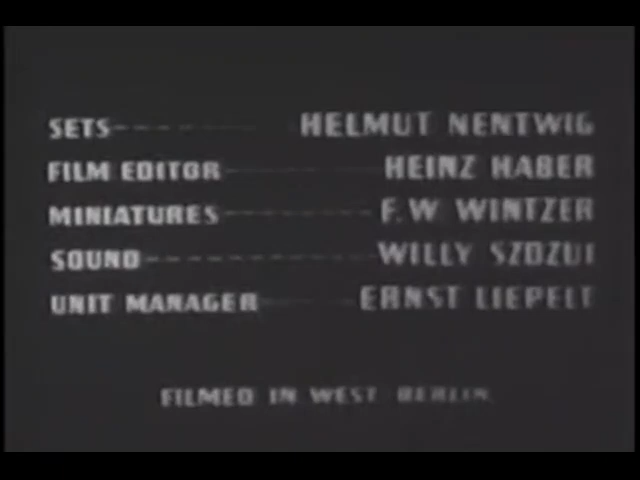 SETS HELMUT NENTWIG
FILM EDITOR HEINZ HABER
MINIATURES F. W WINTZER
SOUND WILLY SZDZUI
UNIT MANAGER ERNST LIEPELT
FILMED IN WEST BERLIN